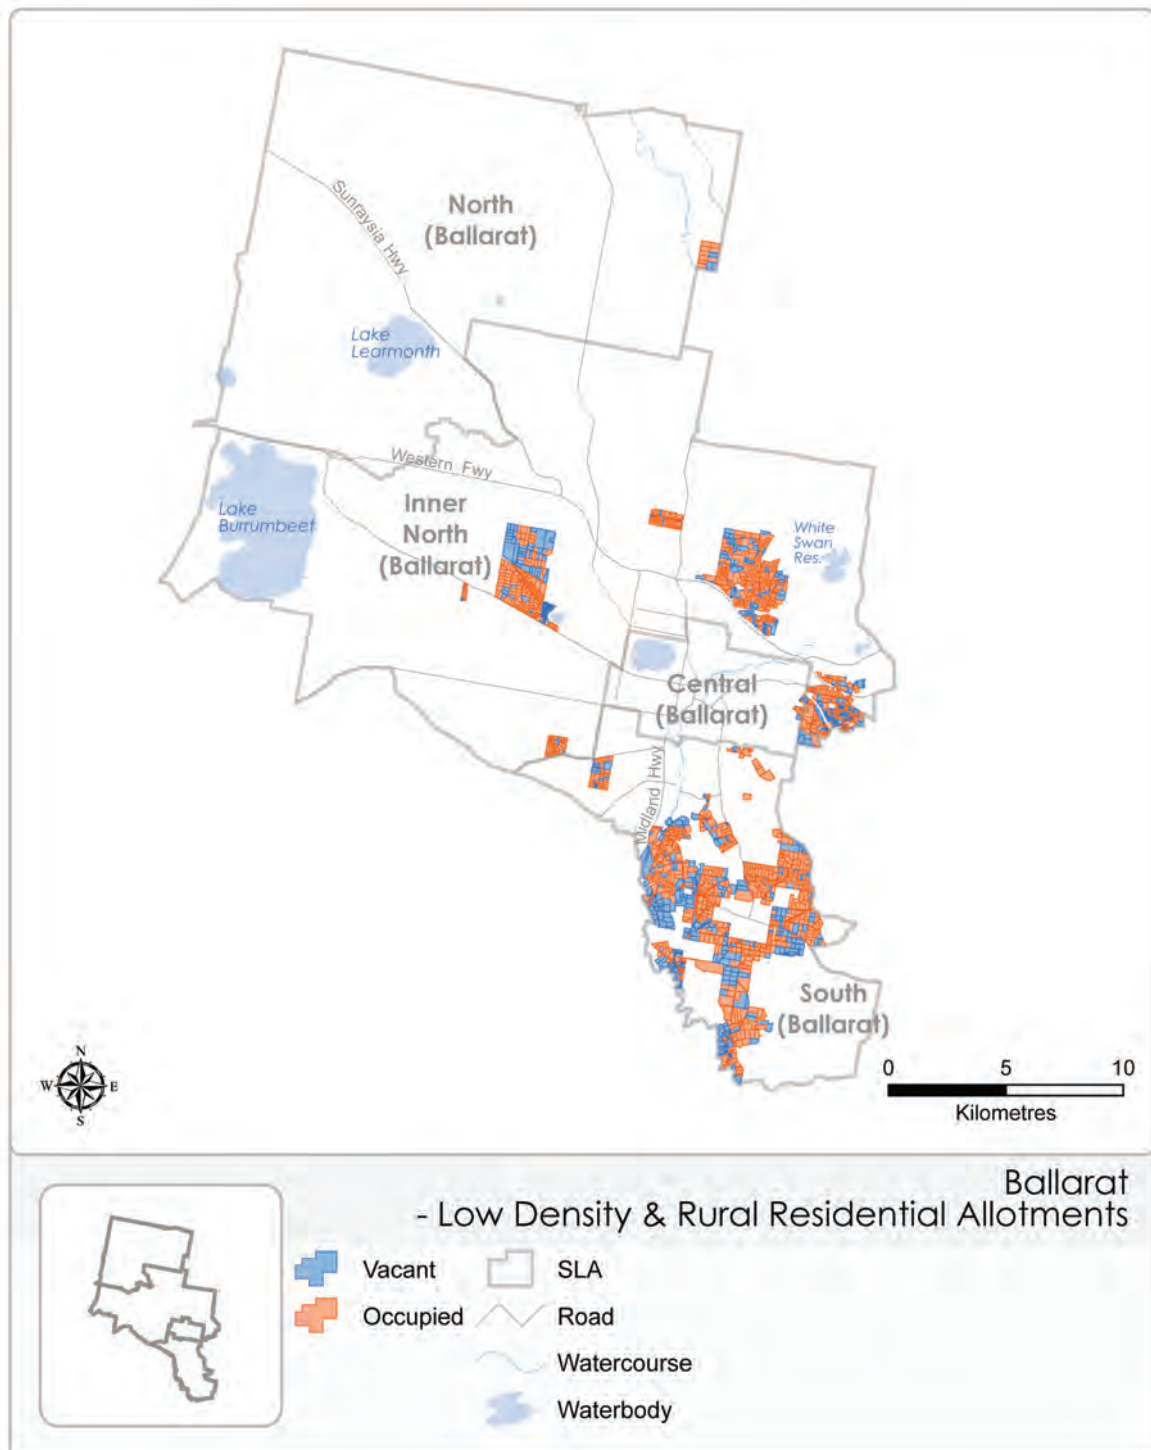 North
(Ballarat)
Sunraysia Hwy
Lake
Learmonth
Western Fwy
Inner
North
(Ballarat)
Lake
Burrumbeet
White
Swan
Res.
Central
(Ballarat)
Midland Hwy
South
(Ballarat)
N
W
E
S
0 5 10
Kilometres
Ballarat
- Low Density & Rural Residential Allotments
Vacant
SLA
Occupied
Road
Watercourse
Waterbody